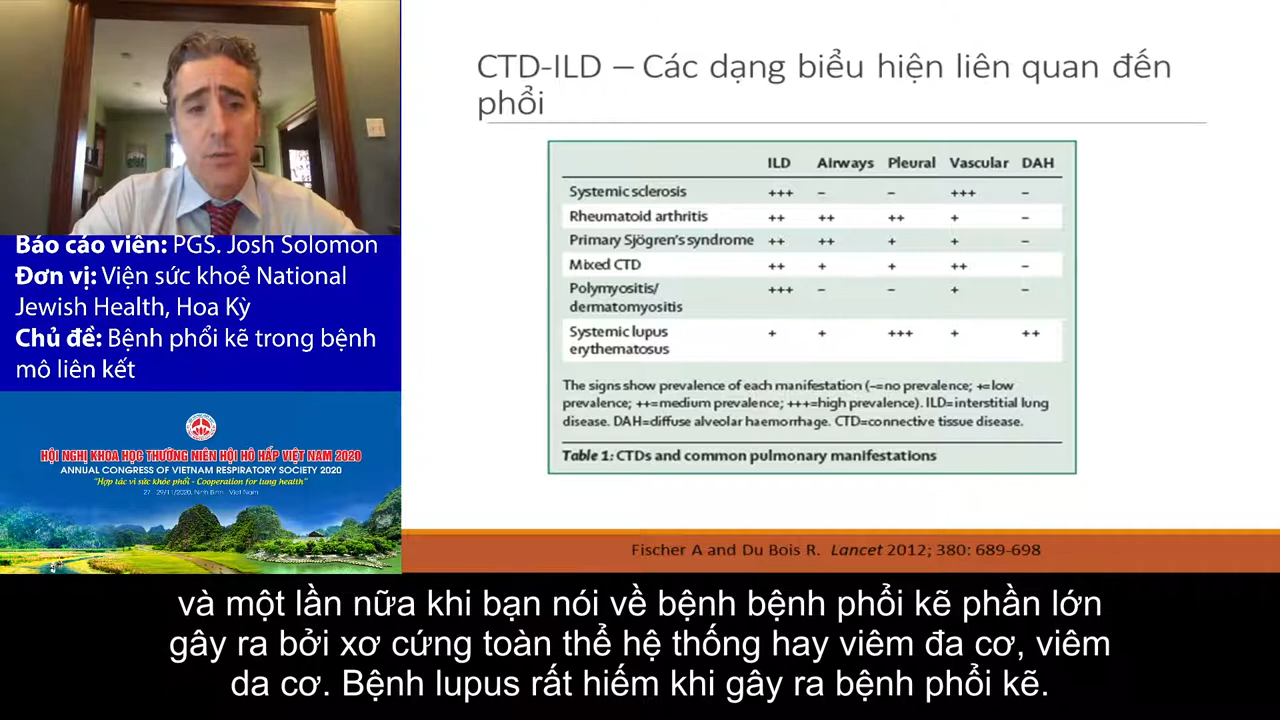 CTD-ILD – Các dạng biểu hiện liên quan đến
phổi
ILD Airways Pleural Vascular DAH
Systemic sclerosis +++ – – +++ –
Rheumatoid arthritis ++ ++ ++ + –
Primary Sjögren's syndrome ++ ++ + + –
Mixed CTD ++ + + ++ –
Polymyositis/
dermatomyositis +++ – – + –
Systemic lupus
erythematosus + + +++ + ++
The signs show prevalence of each manifestation (–=no prevalence; +=low
prevalence; ++=medium prevalence; +++=high prevalence). ILD=interstitial lung
disease. DAH=diffuse alveolar haemorrhage. CTD=connective tissue disease.
Table 1: CTDs and common pulmonary manifestations
Fischer A and Du Bois R. Lancet 2012; 380: 689-698
Báo cáo viên: PGS. Josh Solomon
Đơn vị: Viện sức khoẻ National
Jewish Health, Hoa Kỳ
Chủ đề: Bệnh phổi kẽ trong bệnh
mô liên kết
HỘI NGHỊ KHOA HỌC THƯỜNG NIÊN HỘI HÔ HẤP VIỆT NAM 2020
ANNUAL CONGRESS OF VIETNAM RESPIRATORY SOCIETY 2020
"Hợp tác vì sức khỏe phổi - Cooperation for lung health"
27 - 29/11/2020, Ninh Bình - Việt Nam
và một lần nữa khi bạn nói về bệnh bệnh phổi kẽ phần lớn
gây ra bởi xơ cứng toàn thể hệ thống hay viêm đa cơ, viêm
da cơ. Bệnh lupus rất hiếm khi gây ra bệnh phổi kẽ.